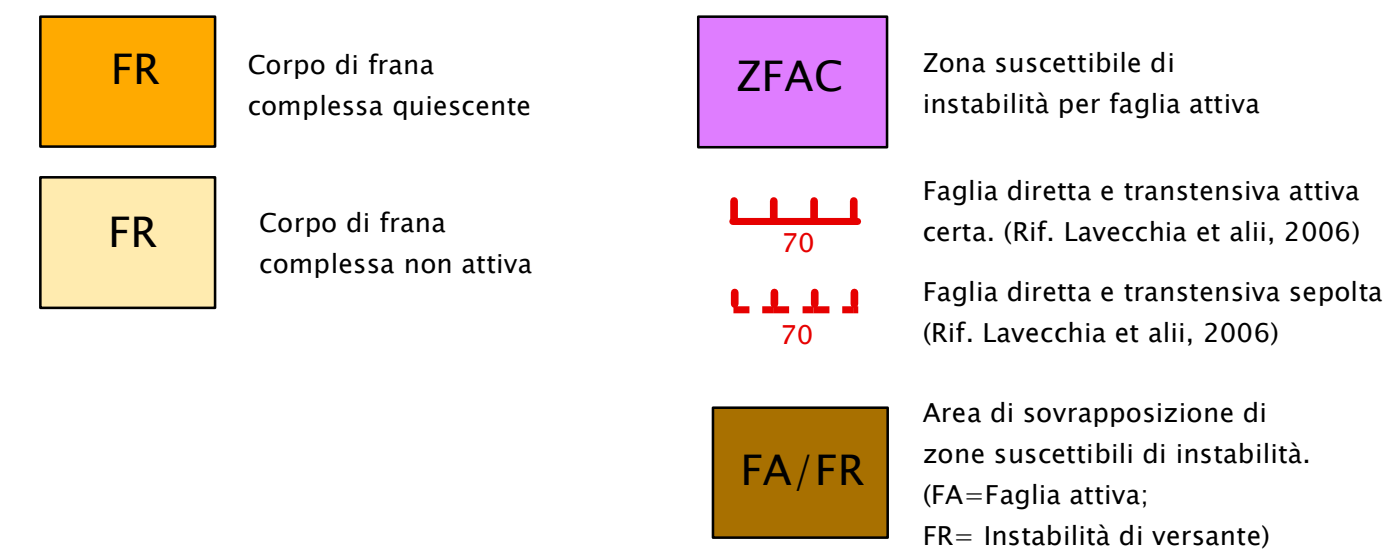 FR
Corpo di frana
complessa quiescente
FR
Corpo di frana
complessa non attiva
ZFAC
Zona suscettibile di
instabilità per faglia attiva
70
Faglia diretta e transtensiva attiva
certa. (Rif. Lavecchia et alii, 2006)
70
Faglia diretta e transtensiva sepolta
(Rif. Lavecchia et alii, 2006)
FA/FR
Area di sovrapposizione di
zone suscettibili di instabilità.
(FA=Faglia attiva;
FR= Instabilità di versante)